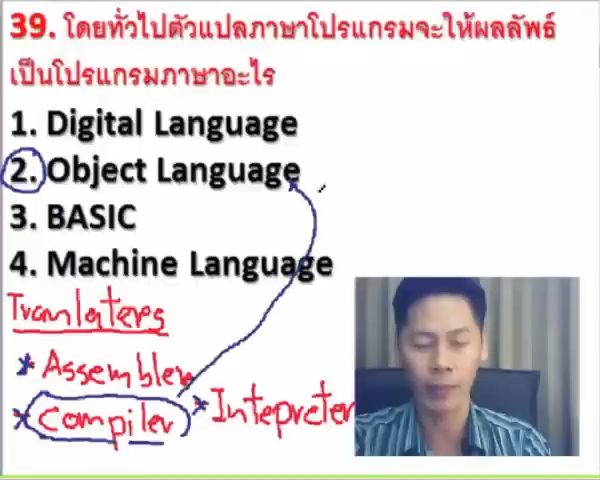 39. โดยทั่วไปตัวแปลภาษาโปรแกรมจะให้ผลลัพธ์
เป็นโปรแกรมภาษาอะไร
1. Digital Language
2. Object Language
3. BASIC
4. Machine Language
Tranlaters
* Assembler
* Compiler * Intepreter